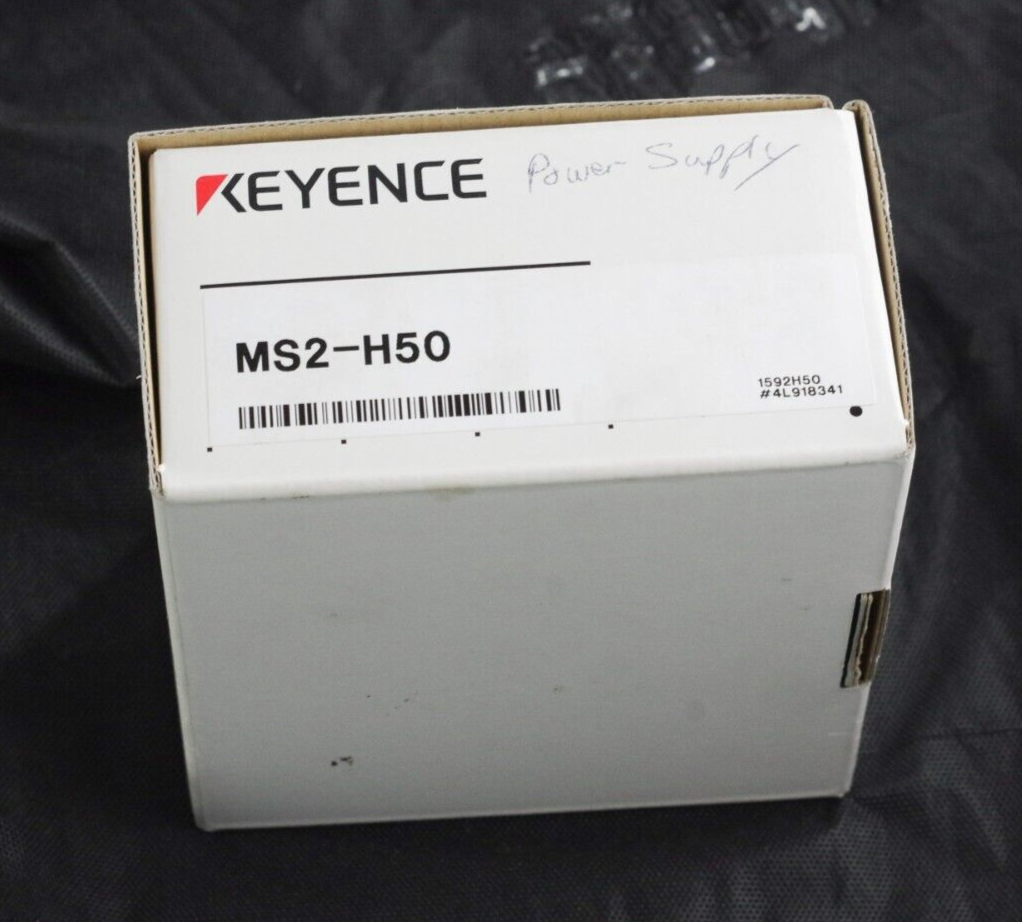 KEYENCE
Power Supply
MS2-H50
1592H50
#4L918341